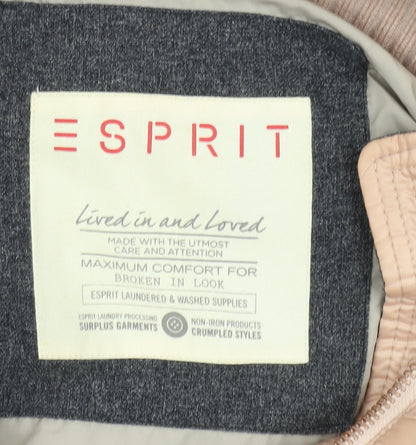 ESPRIT
Lived in and Loved
MADE WITH THE UTMOST
CARE AND ATTENTION
MAXIMUM COMFORT FOR
BROKEN IN LOOK
ESPRIT LAUNDERED & WASHED SUPPLIES
ESPRIT LAUNDRY PROCESSING
SURPLUS GARMENTS
NON-IRON PRODUCTS
CRUMPLED STYLES